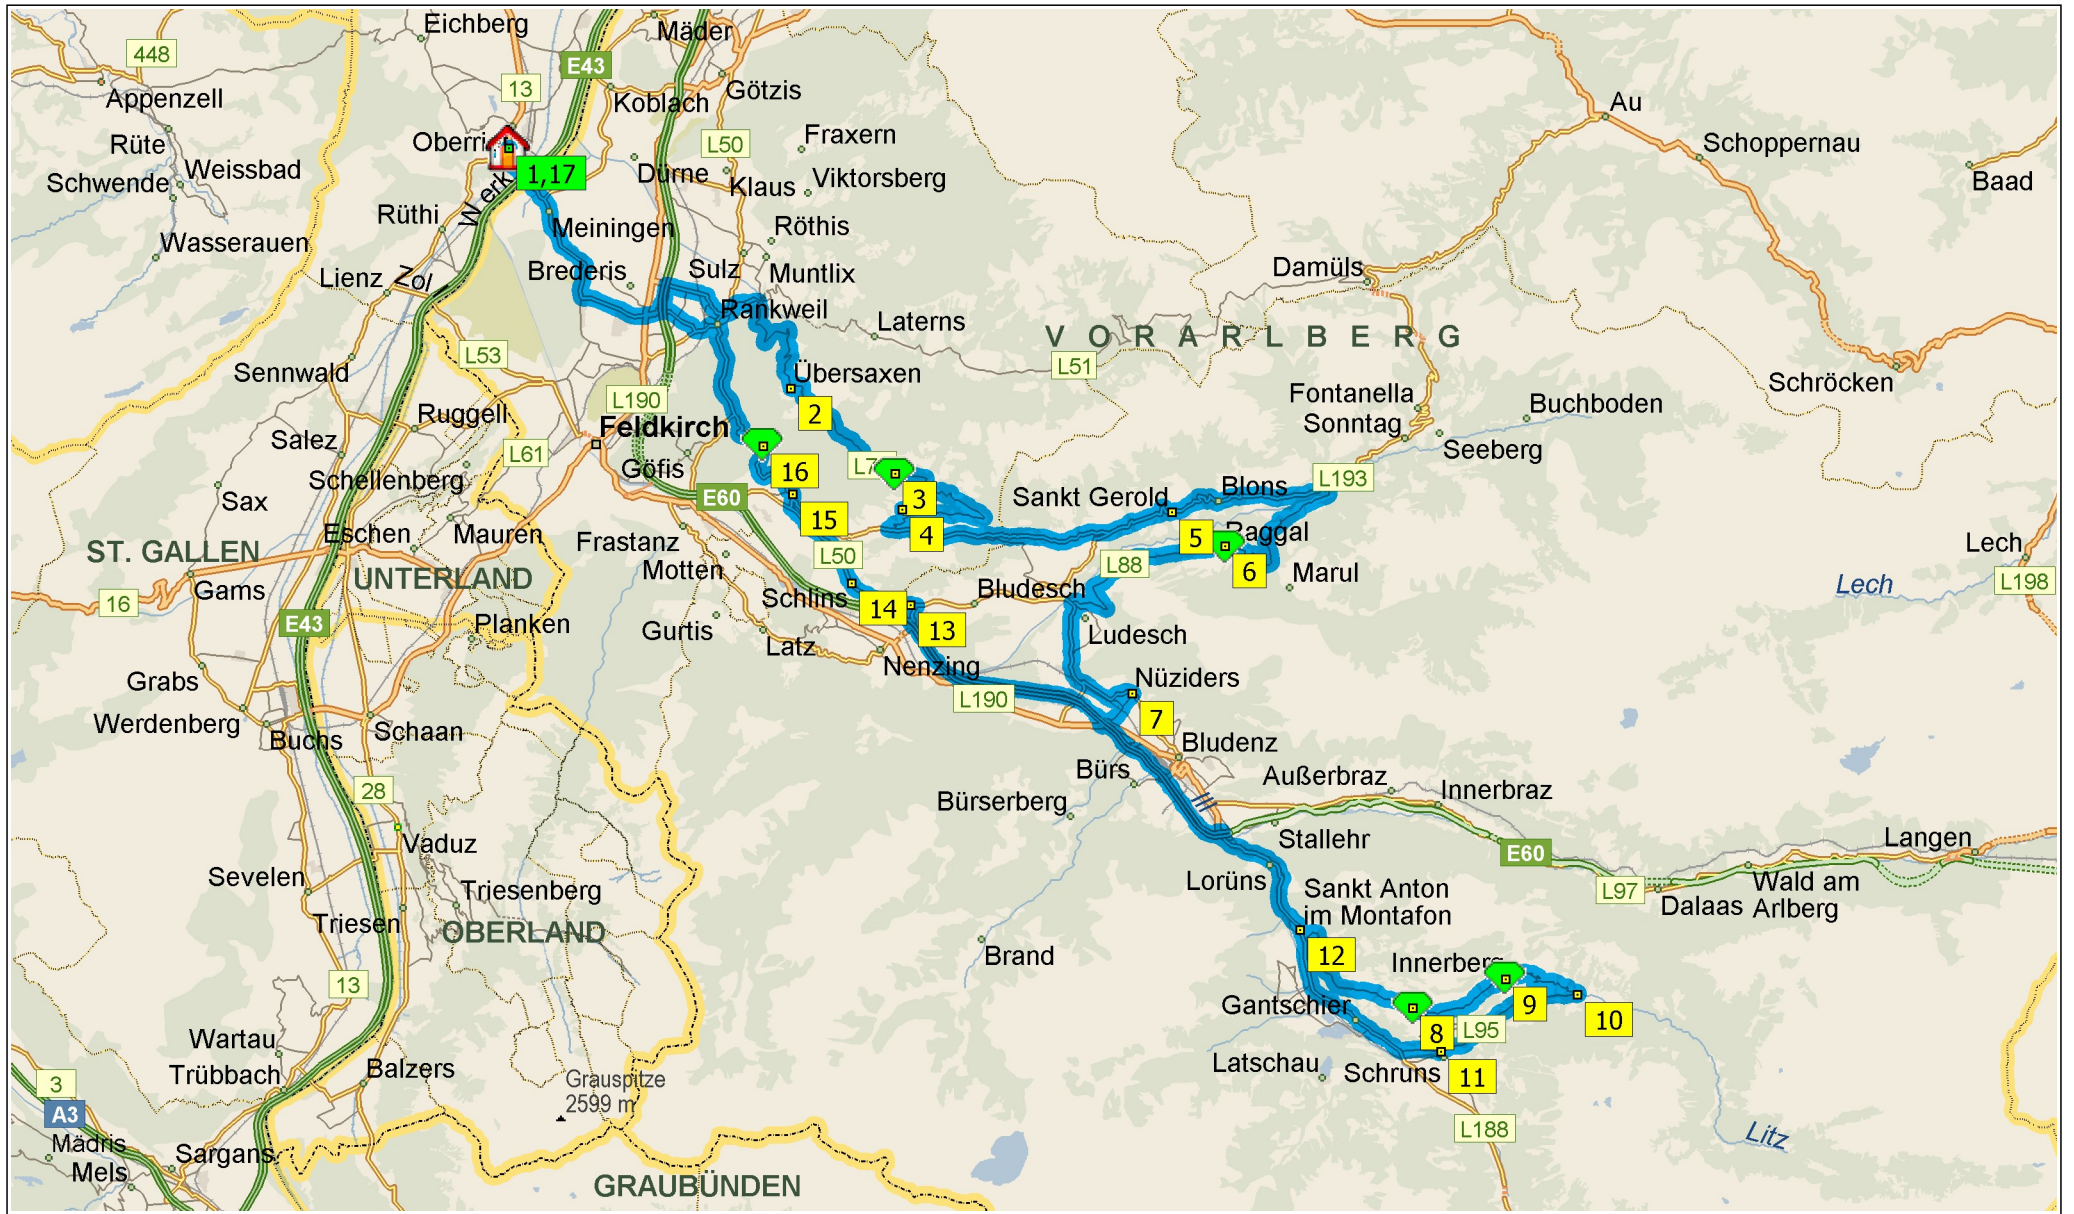 Eichberg
Mäder
448
E43
13
Appenzell
Koblach
Götzis
Au
Rüte
Oberri
L50
Fraxern
Schoppernau
Weissbad
1,17
Dürne
Klaus
Viktorsberg
Baad
Schwende
Werk
Rüthi
Meiningen
Röthis
Wasserauen
Lienz
Zol
Brederis
Sulz
Muntlix
Damüls
Rankweil
Laterns
VORARLBERG
L53
L51
Sennwald
Übersaxen
Schröcken
L190
2
Fontanella
Buchboden
Ruggell
Feldkirch
Sonntag
Salez
L61
Göfis
16
L7
Seeberg
Schellenberg
E60
3
Sankt Gerold
Blons
L193
Sax
15
4
5
Raggal
Eschen
Mauren
Frastanz
L50
L88
6
Marul
Lech
ST. GALLEN
Motten
UNTERLAND
Gams
16
Schlins
14
Bludesch
Lech
L198
E43
Planken
Gurtis
13
Ludesch
Latz
Nenzing
Grabs
L190
Nüziders
Werdenberg
Schaan
7
Buchs
Bludenz
28
Bürs
Außerbraz
Innerbraz
Bürserberg
Vaduz
Stallehr
Langen
E60
Sevelen
Triesenberg
Lorüns
Sankt Anton
im Montafon
L97
Wald am
Arlberg
Dalaas
Triesen
OBERLAND
Brand
12
Innerberg
13
Gantschier
9
10
Wartau
8
L95
Trübbach
Balzers
Grauspitze
2599 m
Latschau
Schruns
11
3
A3
L188
Litz
Mädris
Sargans
Mels
GRAUBÜNDEN